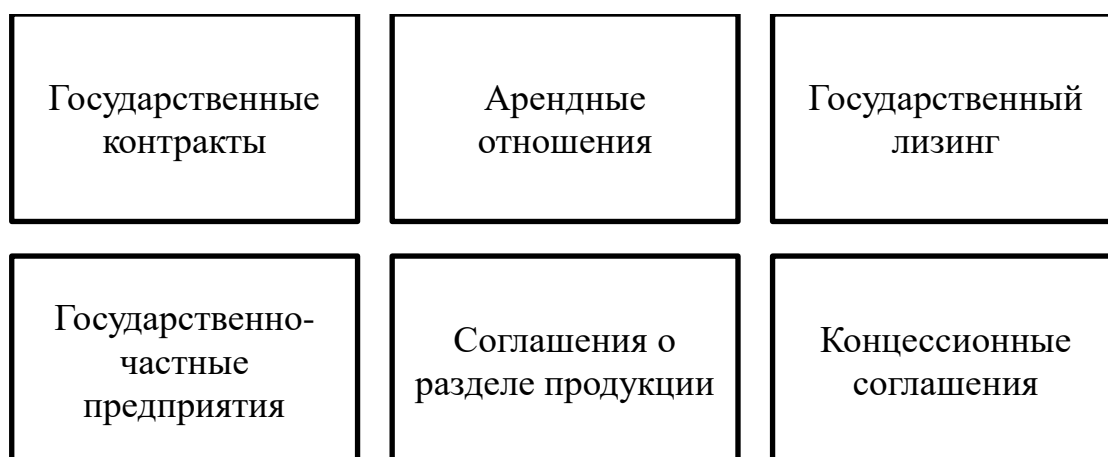 Государственные
контракты
Арендные
отношения
Государственный
лизинг
Государственно-
частные
предприятия
Соглашения о
разделе продукции
Концессионные
соглашения